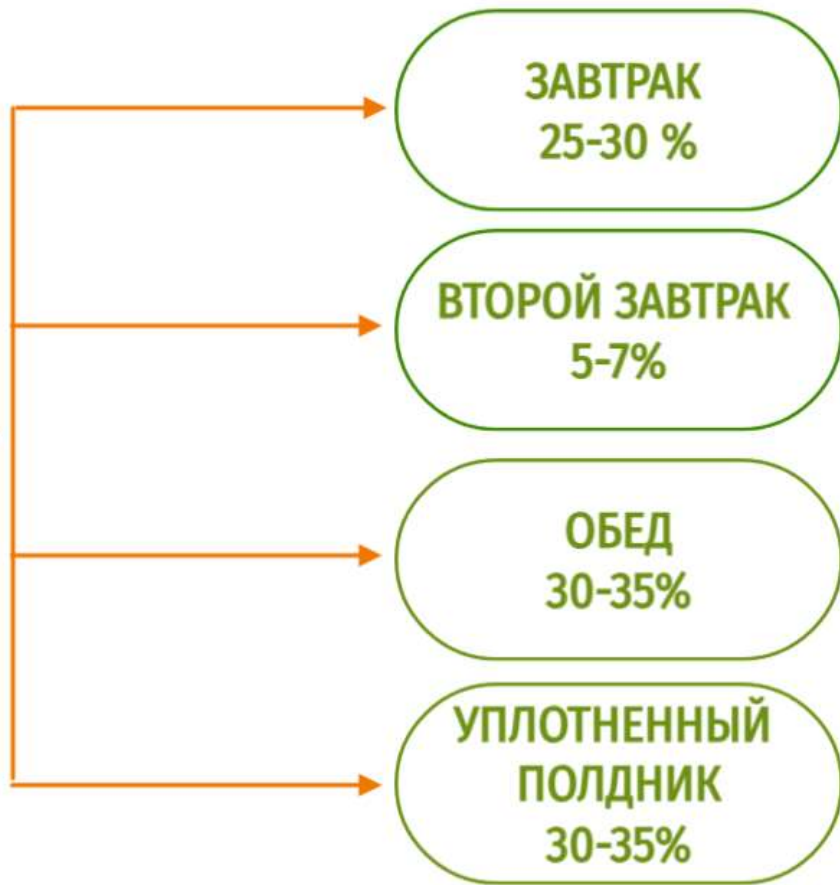 ЗАВТРАК
25-30 %
ВТОРОЙ ЗАВТРАК
5-7%
ОБЕД
30-35%
УПЛОТНЕННЫЙ
ПОЛДНИК
30-35%